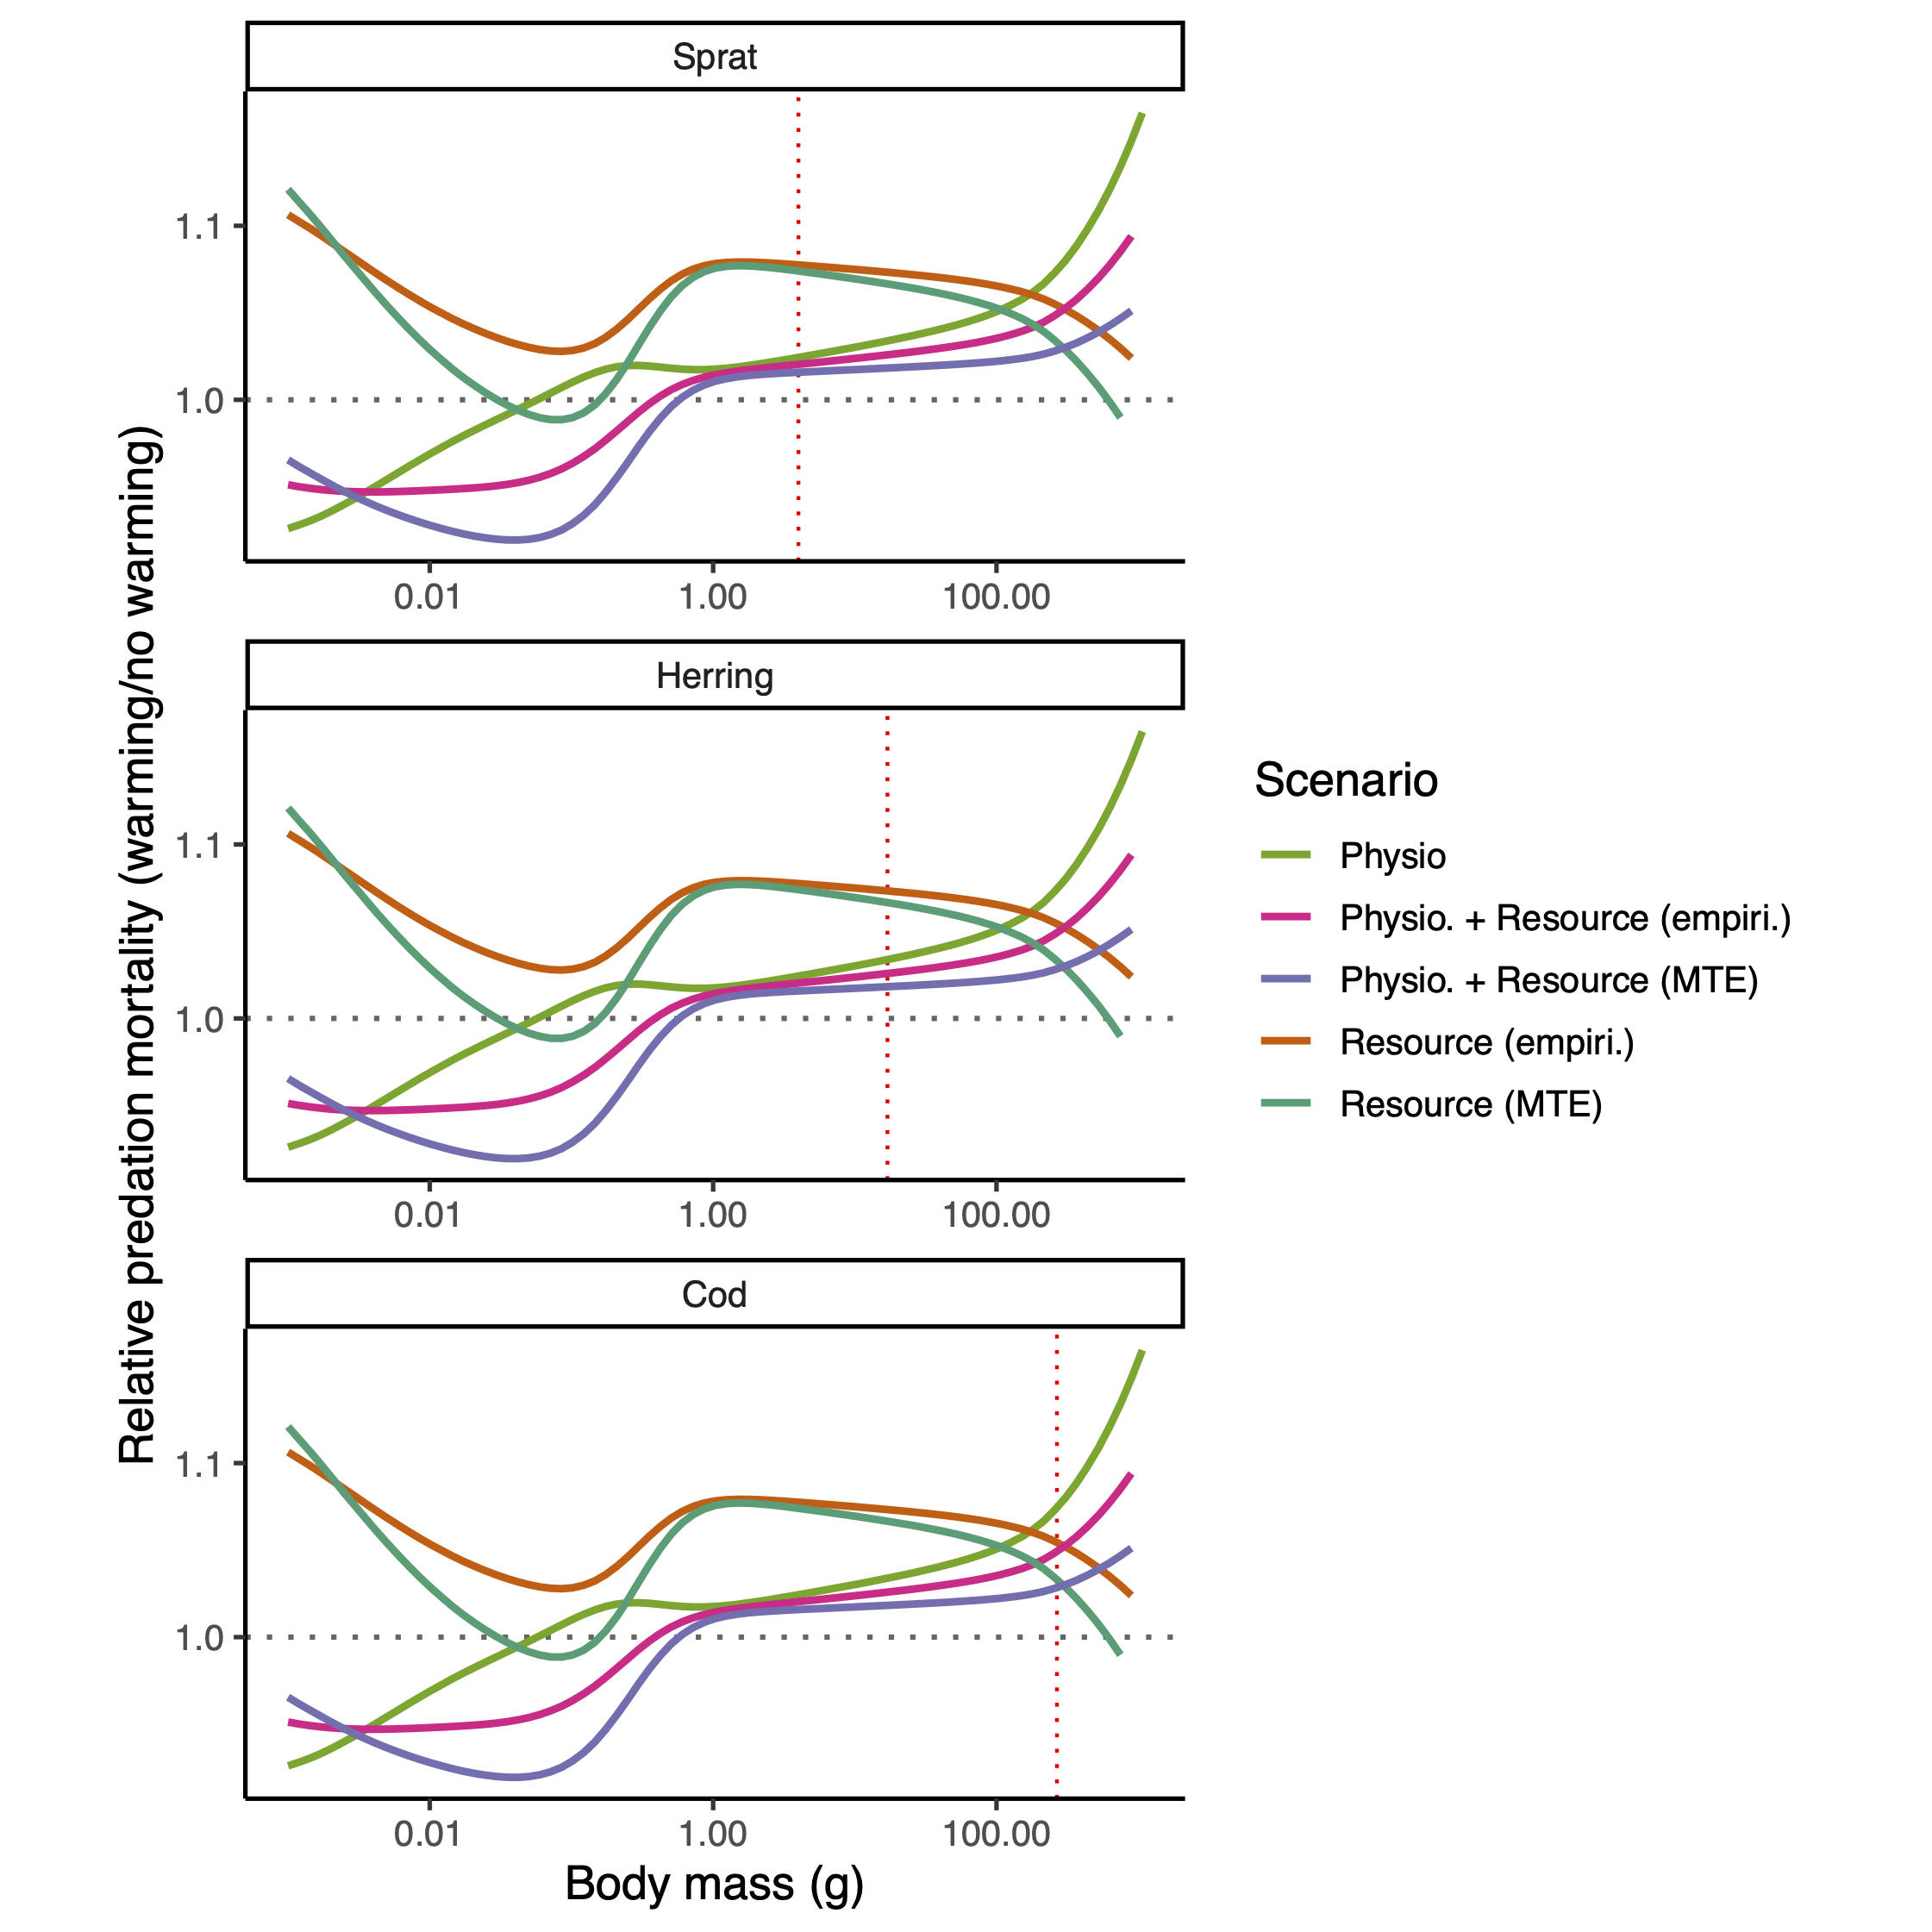 Relative predation mortality (warming/no warming)
Sprat
1.1
1.0
0.01
1.00
100.00
Herring
1.1
1.0
0.01
1.00
100.00
Cod
1.1
1.0
0.01
1.00
100.00
Body mass (g)
Scenario
Physio
Physio. + Resource (empiri.)
Physio. + Resource (MTE)
Resource (empiri.)
Resource (MTE)